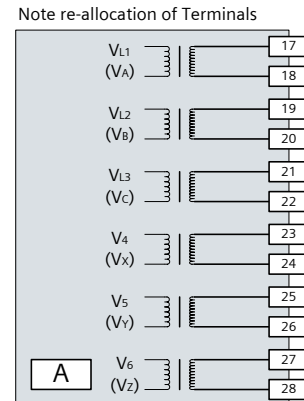 Note re-allocation of Terminals
VL1
(VA)
17
18
VL2
(VB)
19
20
VL3
(VC)
21
22
V4
(VX)
23
24
V5
(VY)
25
26
V6
(VZ)
27
28
A